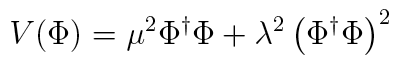 V(Φ) = μ²Φ†Φ + λ² (Φ†Φ)²